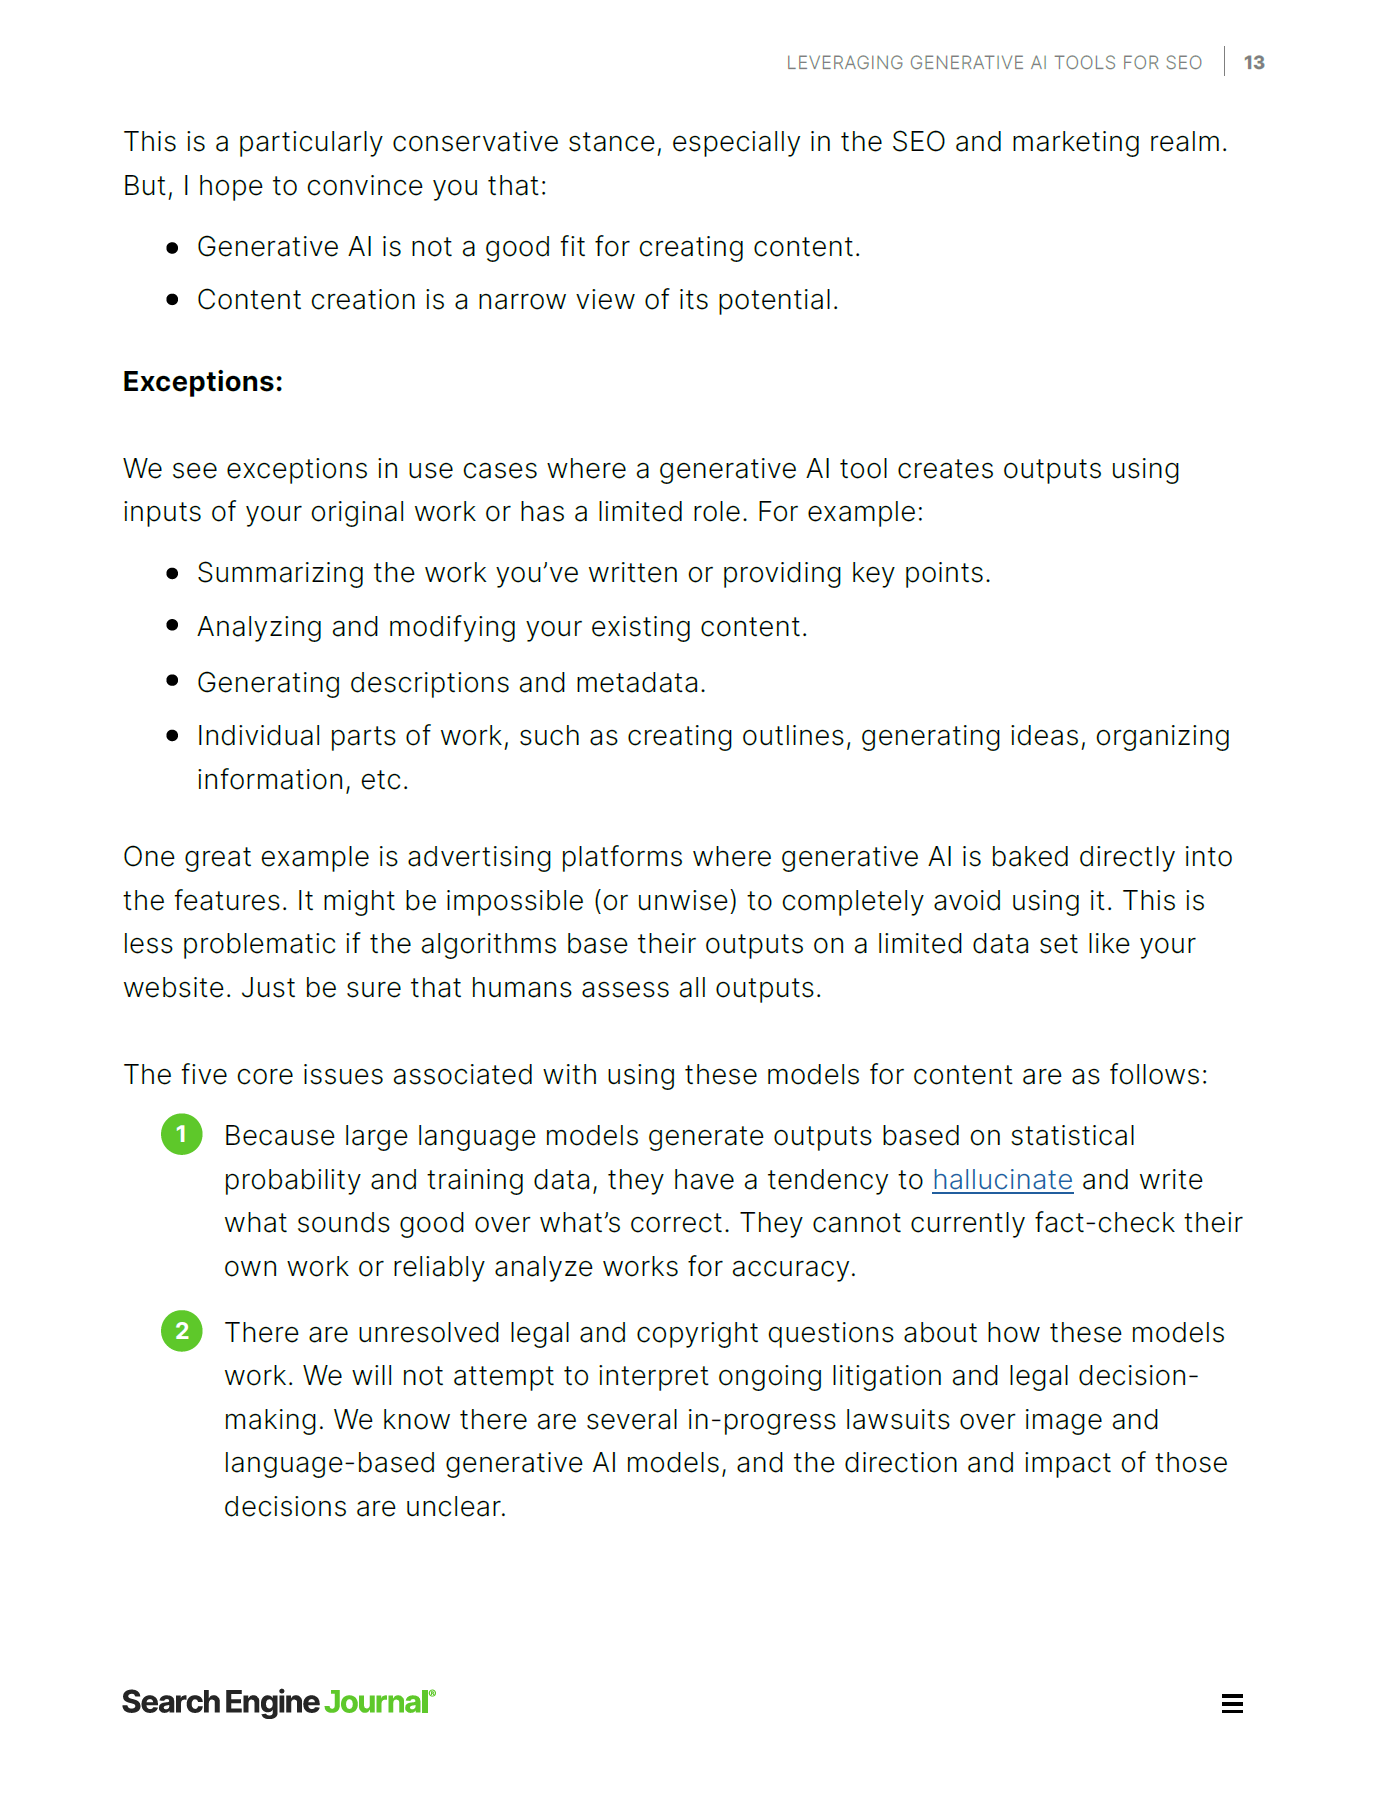 LEVERAGING GENERATIVE AI TOOLS FOR SEO | 13
This is a particularly conservative stance, especially in the SEO and marketing realm.
But, I hope to convince you that:
● Generative AI is not a good fit for creating content.
● Content creation is a narrow view of its potential.
Exceptions:
We see exceptions in use cases where a generative AI tool creates outputs using
inputs of your original work or has a limited role. For example:
● Summarizing the work you’ve written or providing key points.
● Analyzing and modifying your existing content.
● Generating descriptions and metadata.
● Individual parts of work, such as creating outlines, generating ideas, organizing
information, etc.
One great example is advertising platforms where generative AI is baked directly into
the features. It might be impossible (or unwise) to completely avoid using it. This is
less problematic if the algorithms base their outputs on a limited data set like your
website. Just be sure that humans assess all outputs.
The five core issues associated with using these models for content are as follows:
1 Because large language models generate outputs based on statistical
probability and training data, they have a tendency to hallucinate and write
what sounds good over what’s correct. They cannot currently fact-check their
own work or reliably analyze works for accuracy.
2 There are unresolved legal and copyright questions about how these models
work. We will not attempt to interpret ongoing litigation and legal decision-
making. We know there are several in-progress lawsuits over image and
language-based generative AI models, and the direction and impact of those
decisions are unclear.
Search Engine Journal®